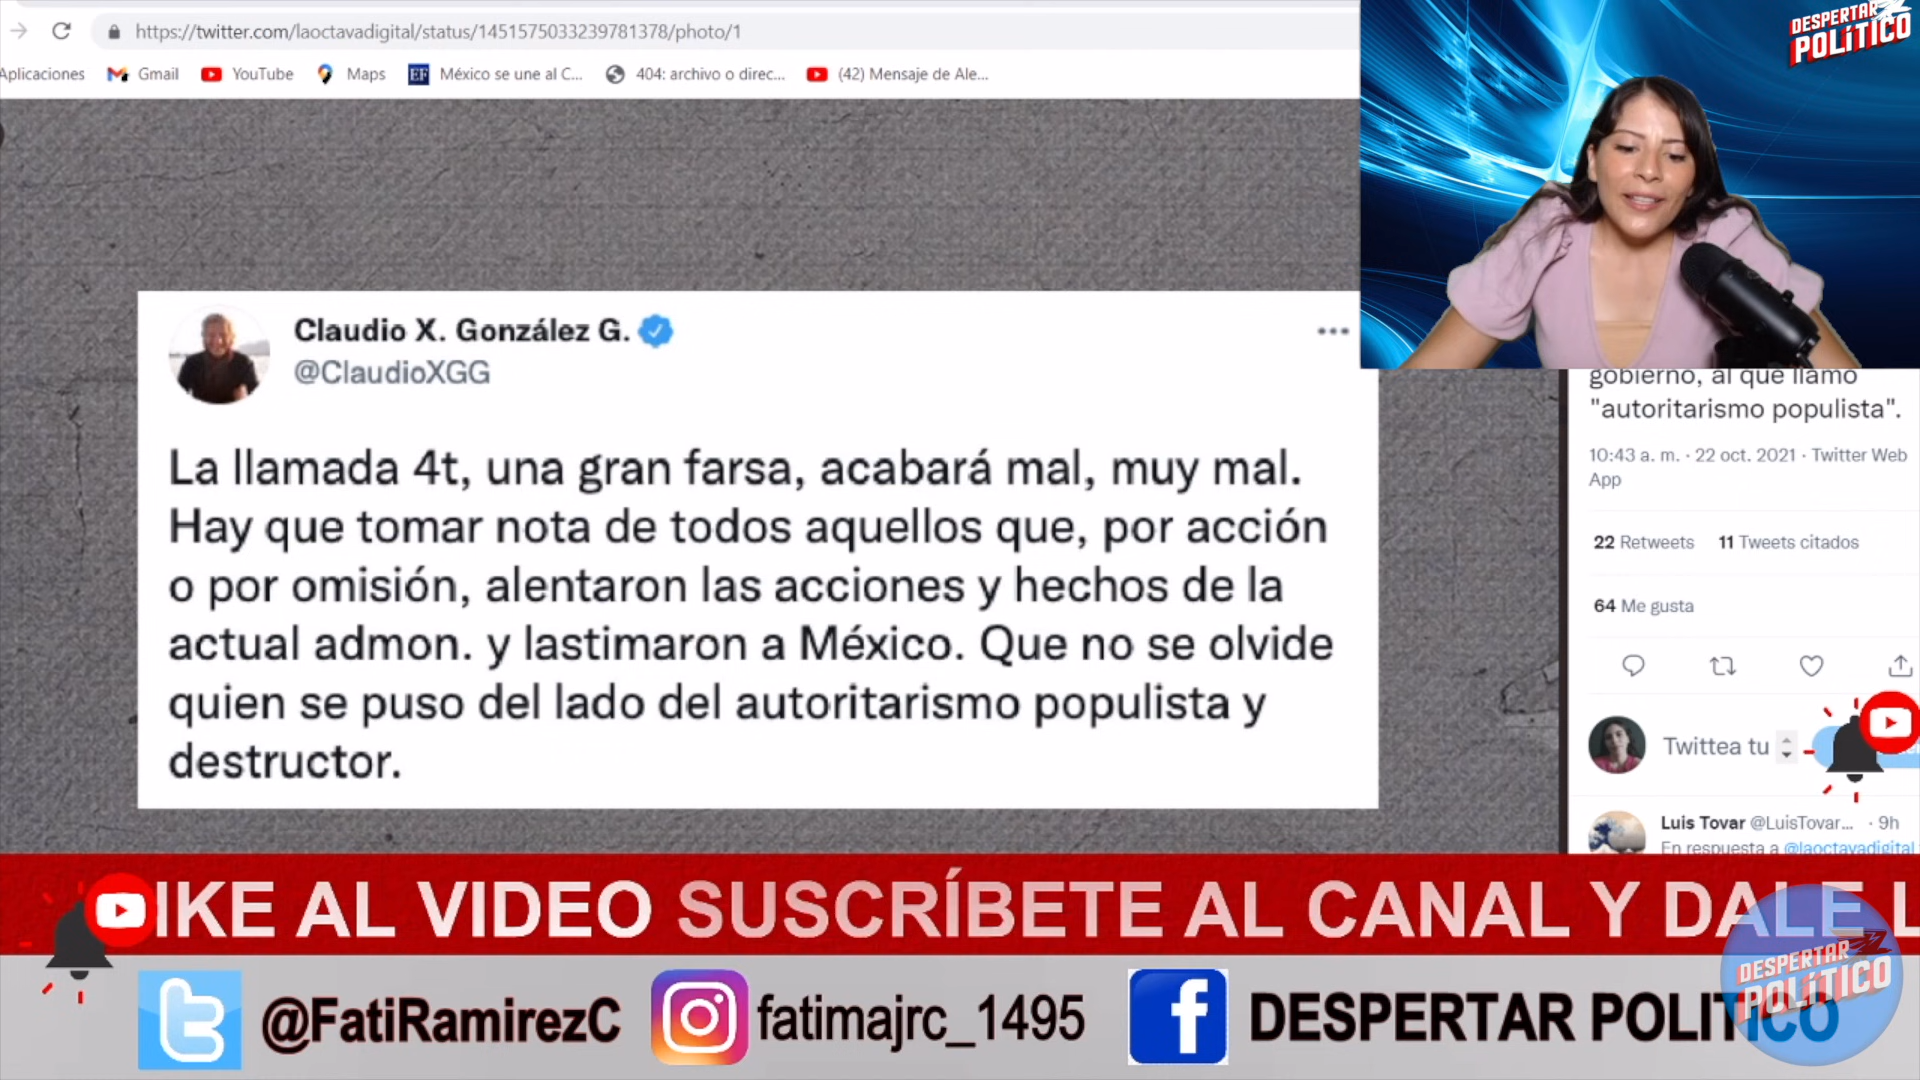 https://twitter.com/laoctavadigital/status/1451575033239781378/photo/1
Aplicaciones
Gmail
YouTube
Maps
EF
México se une al C...
404: archivo o direc...
(42) Mensaje de Ale...
DESPERTAR
POLÍTICO
Claudio X. González G.
@ClaudioXGG
La llamada 4t, una gran farsa, acabará mal, muy mal.
Hay que tomar nota de todos aquellos que, por acción
o por omisión, alentaron las acciones y hechos de la
actual admon. y lastimaron a México. Que no se olvide
quien se puso del lado del autoritarismo populista y
destructor.
gobierno, al que llamó
"autoritarismo populista".
10:43 a. m. · 22 oct. 2021 · Twitter Web
App
22 Retweets 11 Tweets citados
64 Me gusta
Twittea tu
Luis Tovar @LuisTovar... · 9h
En respuesta a @laoctavadigital
IKE AL VIDEO SUSCRÍBETE AL CANAL Y DALE L
@FatiRamirezC
fatimajrc_1495
DESPERTAR POLITICO
DESPERTAR
POLÍTICO